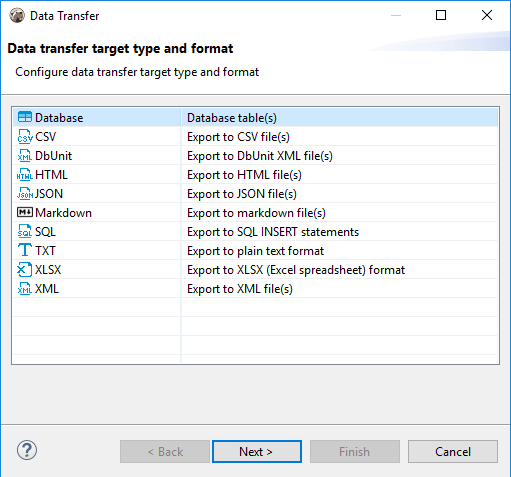 Data Transfer
Data transfer target type and format
Configure data transfer target type and format
Database Database table(s)
CSV Export to CSV file(s)
DbUnit Export to DbUnit XML file(s)
HTML Export to HTML file(s)
JSON Export to JSON file(s)
Markdown Export to markdown file(s)
SQL Export to SQL INSERT statements
TXT Export to plain text format
XLSX Export to XLSX (Excel spreadsheet) format
XML Export to XML file(s)
< Back Next > Finish Cancel